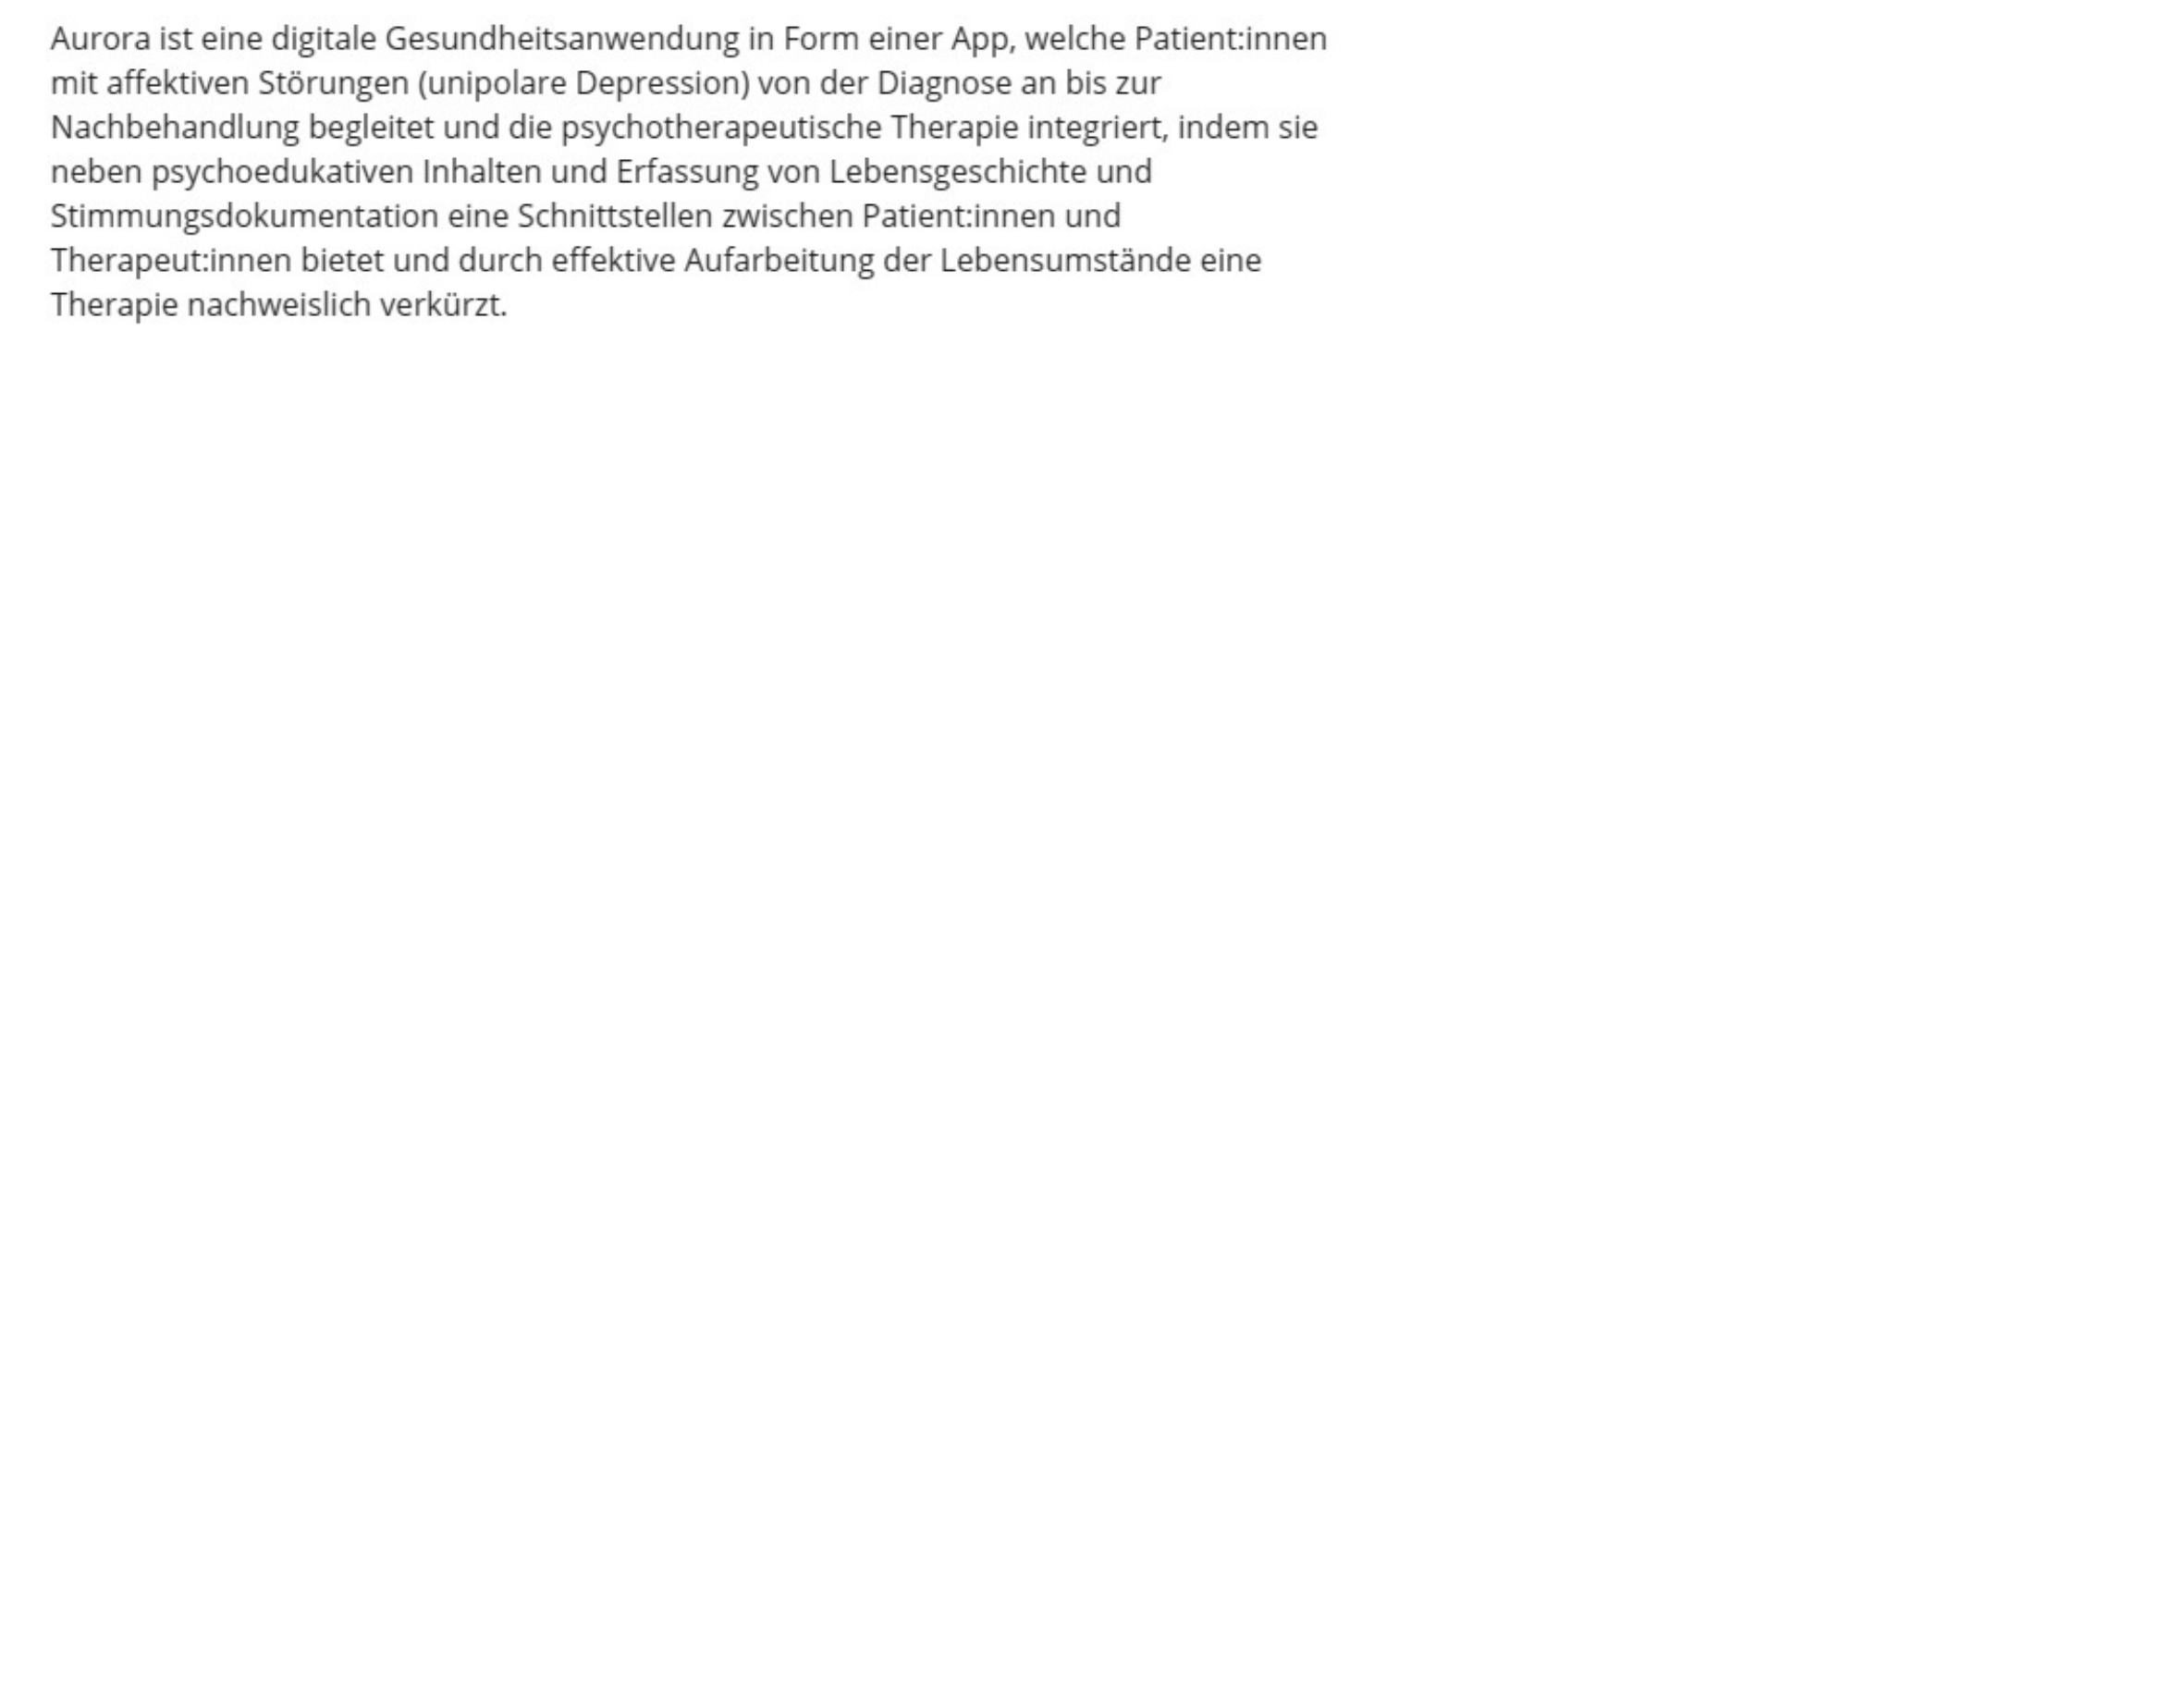 Aurora ist eine digitale Gesundheitsanwendung in Form einer App, welche Patient:innen
mit affektiven Störungen (unipolare Depression) von der Diagnose an bis zur
Nachbehandlung begleitet und die psychotherapeutische Therapie integriert, indem sie
neben psychoedukativen Inhalten und Erfassung von Lebensgeschichte und
Stimmungsdokumentation eine Schnittstellen zwischen Patient:innen und
Therapeut:innen bietet und durch effektive Aufarbeitung der Lebensumstände eine
Therapie nachweislich verkürzt.